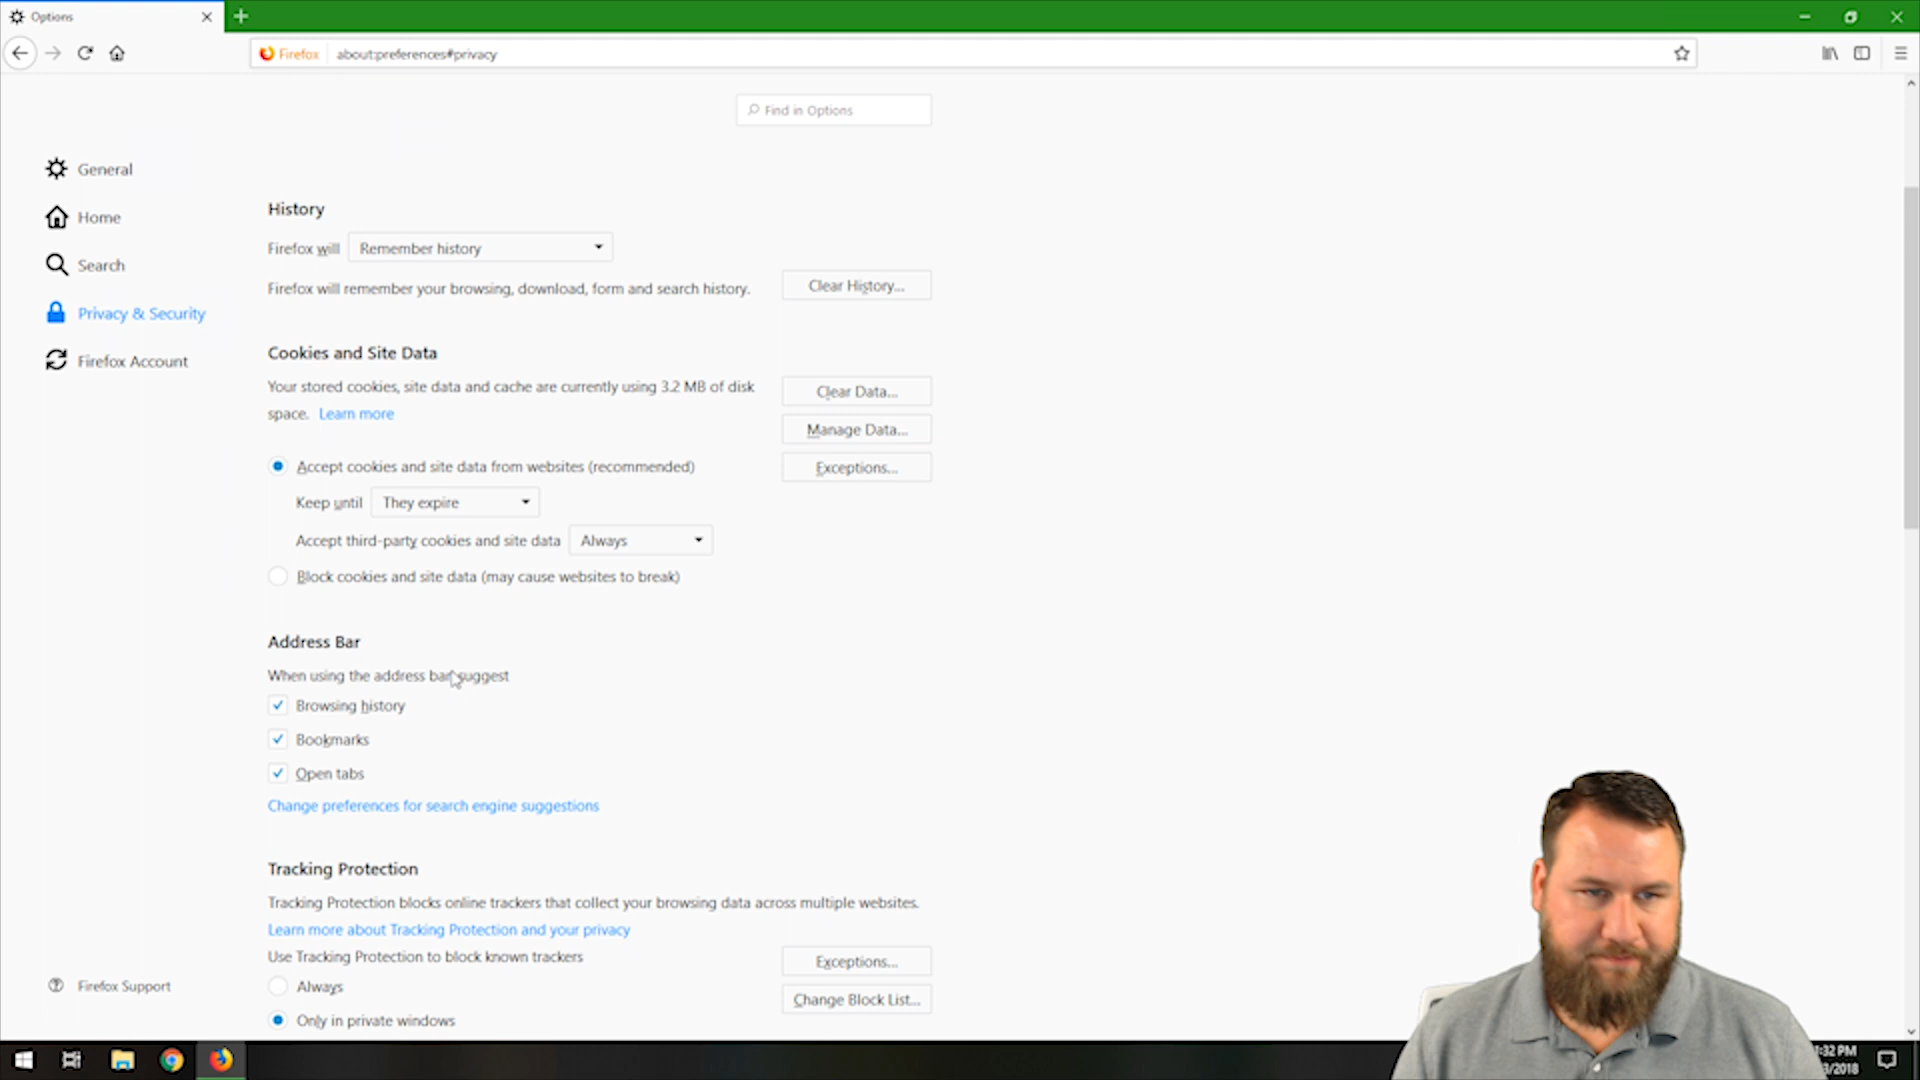 Options
Firefox
about:preferences#privacy
Find in Options
General
Home
Search
Privacy & Security
Firefox Account
History
Firefox will Remember history
Firefox will remember your browsing, download, form and search history.
Clear History...
Cookies and Site Data
Your stored cookies, site data and cache are currently using 3.2 MB of disk
space. Learn more
Clear Data...
Manage Data...
Accept cookies and site data from websites (recommended)
Exceptions...
Keep until They expire
Accept third-party cookies and site data Always
Block cookies and site data (may cause websites to break)
Address Bar
When using the address bar, suggest
Browsing history
Bookmarks
Open tabs
Change preferences for search engine suggestions
Tracking Protection
Tracking Protection blocks online trackers that collect your browsing data across multiple websites.
Learn more about Tracking Protection and your privacy
Use Tracking Protection to block known trackers
Exceptions...
Always
Change Block List...
Only in private windows
Firefox Support
:32 PM
/2018